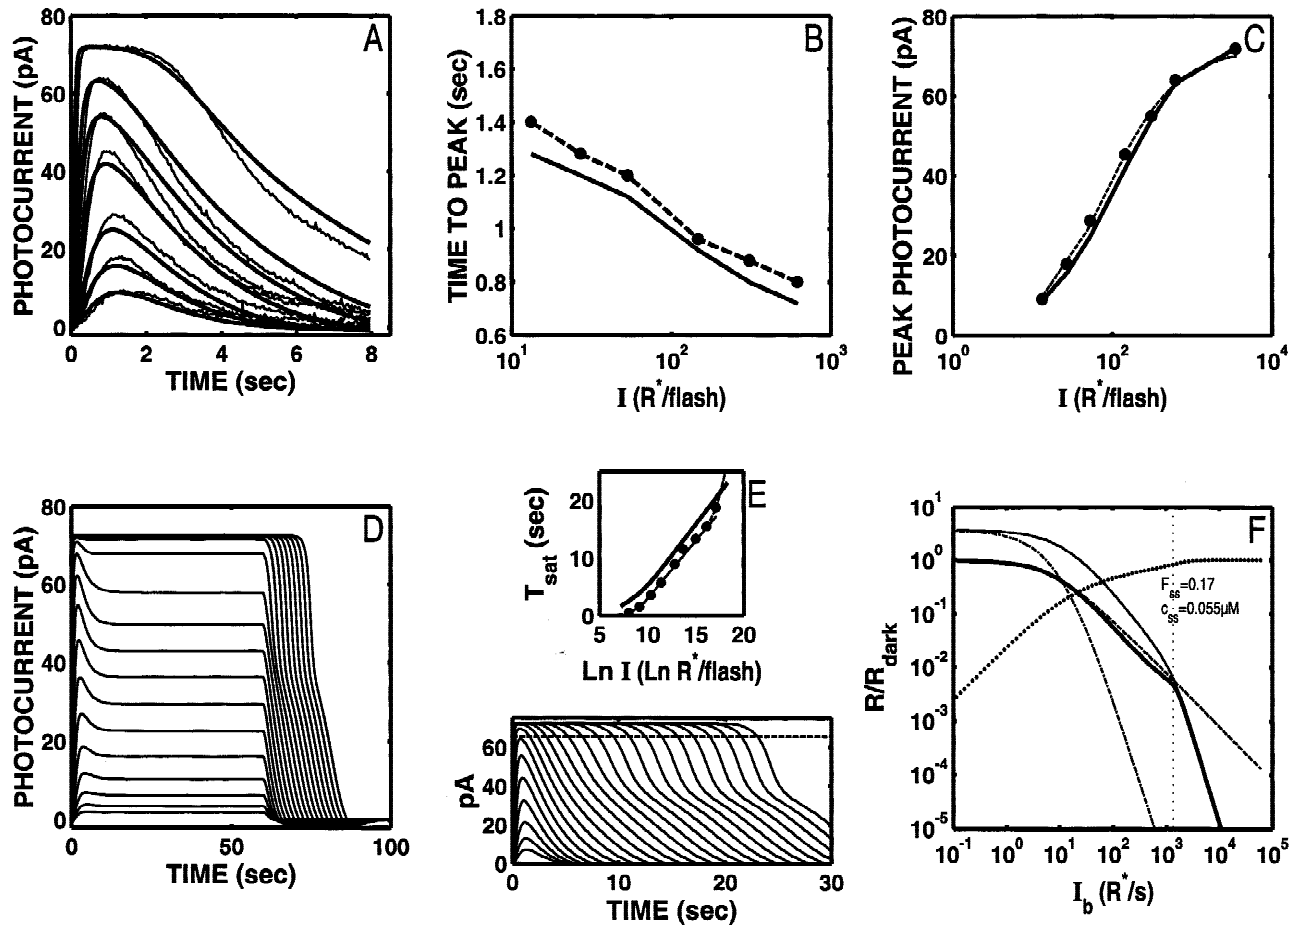 A
PHOTOCURRENT (pA)
80
60
40
20
0
0 2 4 6 8
TIME (sec)
B
TIME TO PEAK (sec)
1.8
1.6
1.4
1.2
1
0.8
0.6
10^1 10^2 10^3
I (R*/flash)
C
PEAK PHOTOCURRENT (pA)
80
60
40
20
0
10^0 10^2 10^4
I (R*/flash)
D
PHOTOCURRENT (pA)
80
60
40
20
0
0 50 100
TIME (sec)
E
T_sat (sec)
20
10
0
5 10 15 20
Ln I (Ln R*/flash)
pA
60
40
20
0
0 10 20 30
TIME (sec)
F
R/R_dark
10^1
10^0
10^-1
10^-2
10^-3
10^-4
10^-5
F_ss=0.17
c_ss=0.055µM
10^-1 10^0 10^1 10^2 10^3 10^4 10^5
I_b (R*/s)